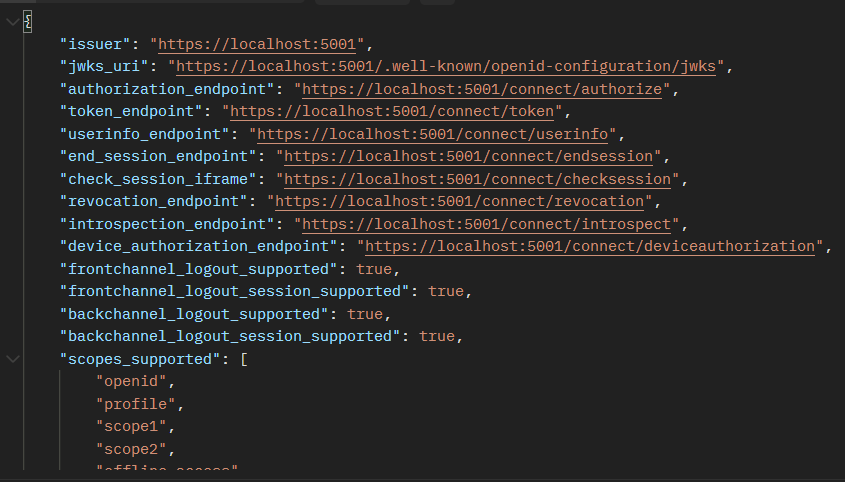 {
"issuer": "https://localhost:5001",
"jwks_uri": "https://localhost:5001/.well-known/openid-configuration/jwks",
"authorization_endpoint": "https://localhost:5001/connect/authorize",
"token_endpoint": "https://localhost:5001/connect/token",
"userinfo_endpoint": "https://localhost:5001/connect/userinfo",
"end_session_endpoint": "https://localhost:5001/connect/endsession",
"check_session_iframe": "https://localhost:5001/connect/checksession",
"revocation_endpoint": "https://localhost:5001/connect/revocation",
"introspection_endpoint": "https://localhost:5001/connect/introspect",
"device_authorization_endpoint": "https://localhost:5001/connect/deviceauthorization",
"frontchannel_logout_supported": true,
"frontchannel_logout_session_supported": true,
"backchannel_logout_supported": true,
"backchannel_logout_session_supported": true,
"scopes_supported": [
"openid",
"profile",
"scope1",
"scope2",
"offline_access"